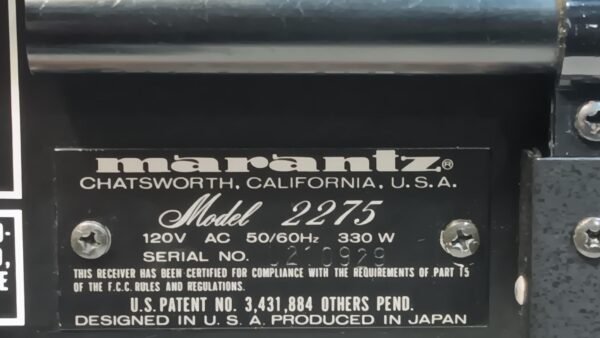 marantz®
CHATSWORTH, CALIFORNIA, U.S.A.
Model 2275
120V AC 50/60Hz 330 W
SERIAL NO.
THIS RECEIVER HAS BEEN CERTIFIED FOR COMPLIANCE WITH THE REQUIREMENTS OF PART 15
OF THE F.C.C. RULES AND REGULATIONS.
U.S. PATENT NO. 3,431,884 OTHERS PEND.
DESIGNED IN U.S.A. PRODUCED IN JAPAN